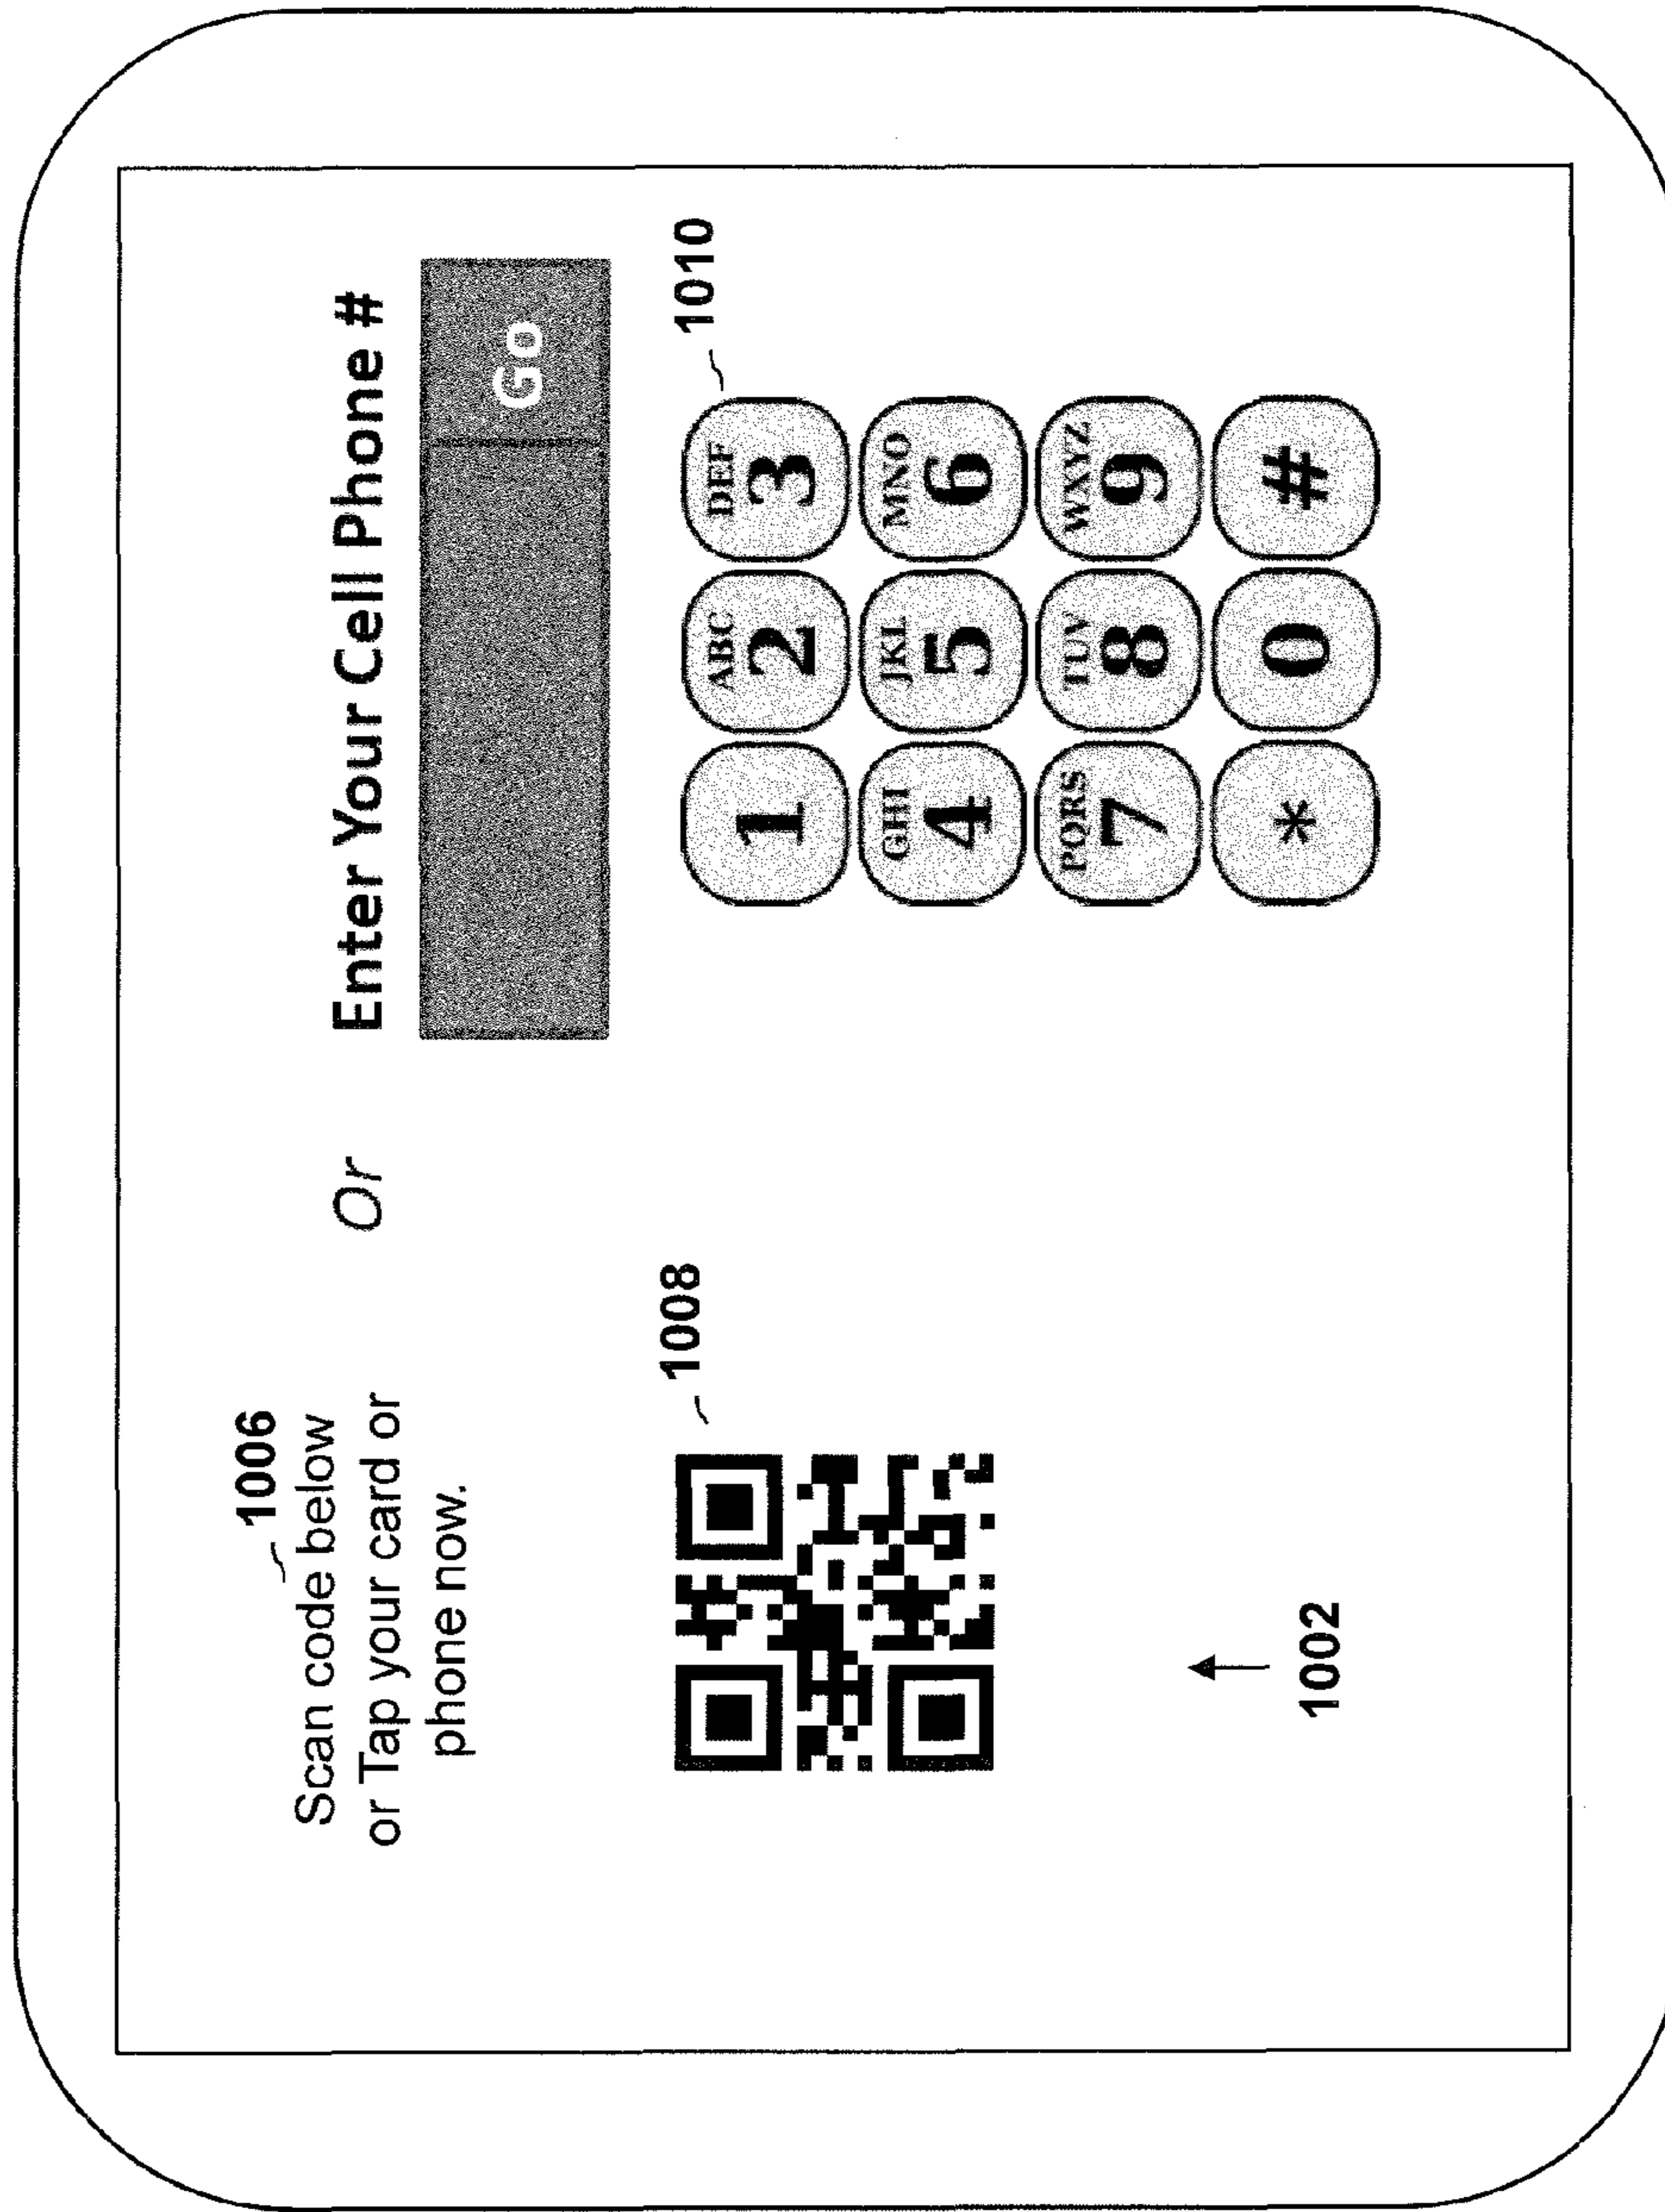 1006
Scan code below
or Tap your card or
phone now.
Or
Enter Your Cell Phone #
Go
1008
1010
1
ABC
2
DEF
3
GHI
4
JKL
5
MNO
6
PQRS
7
TUV
8
WXYZ
9
*
0
#
1002